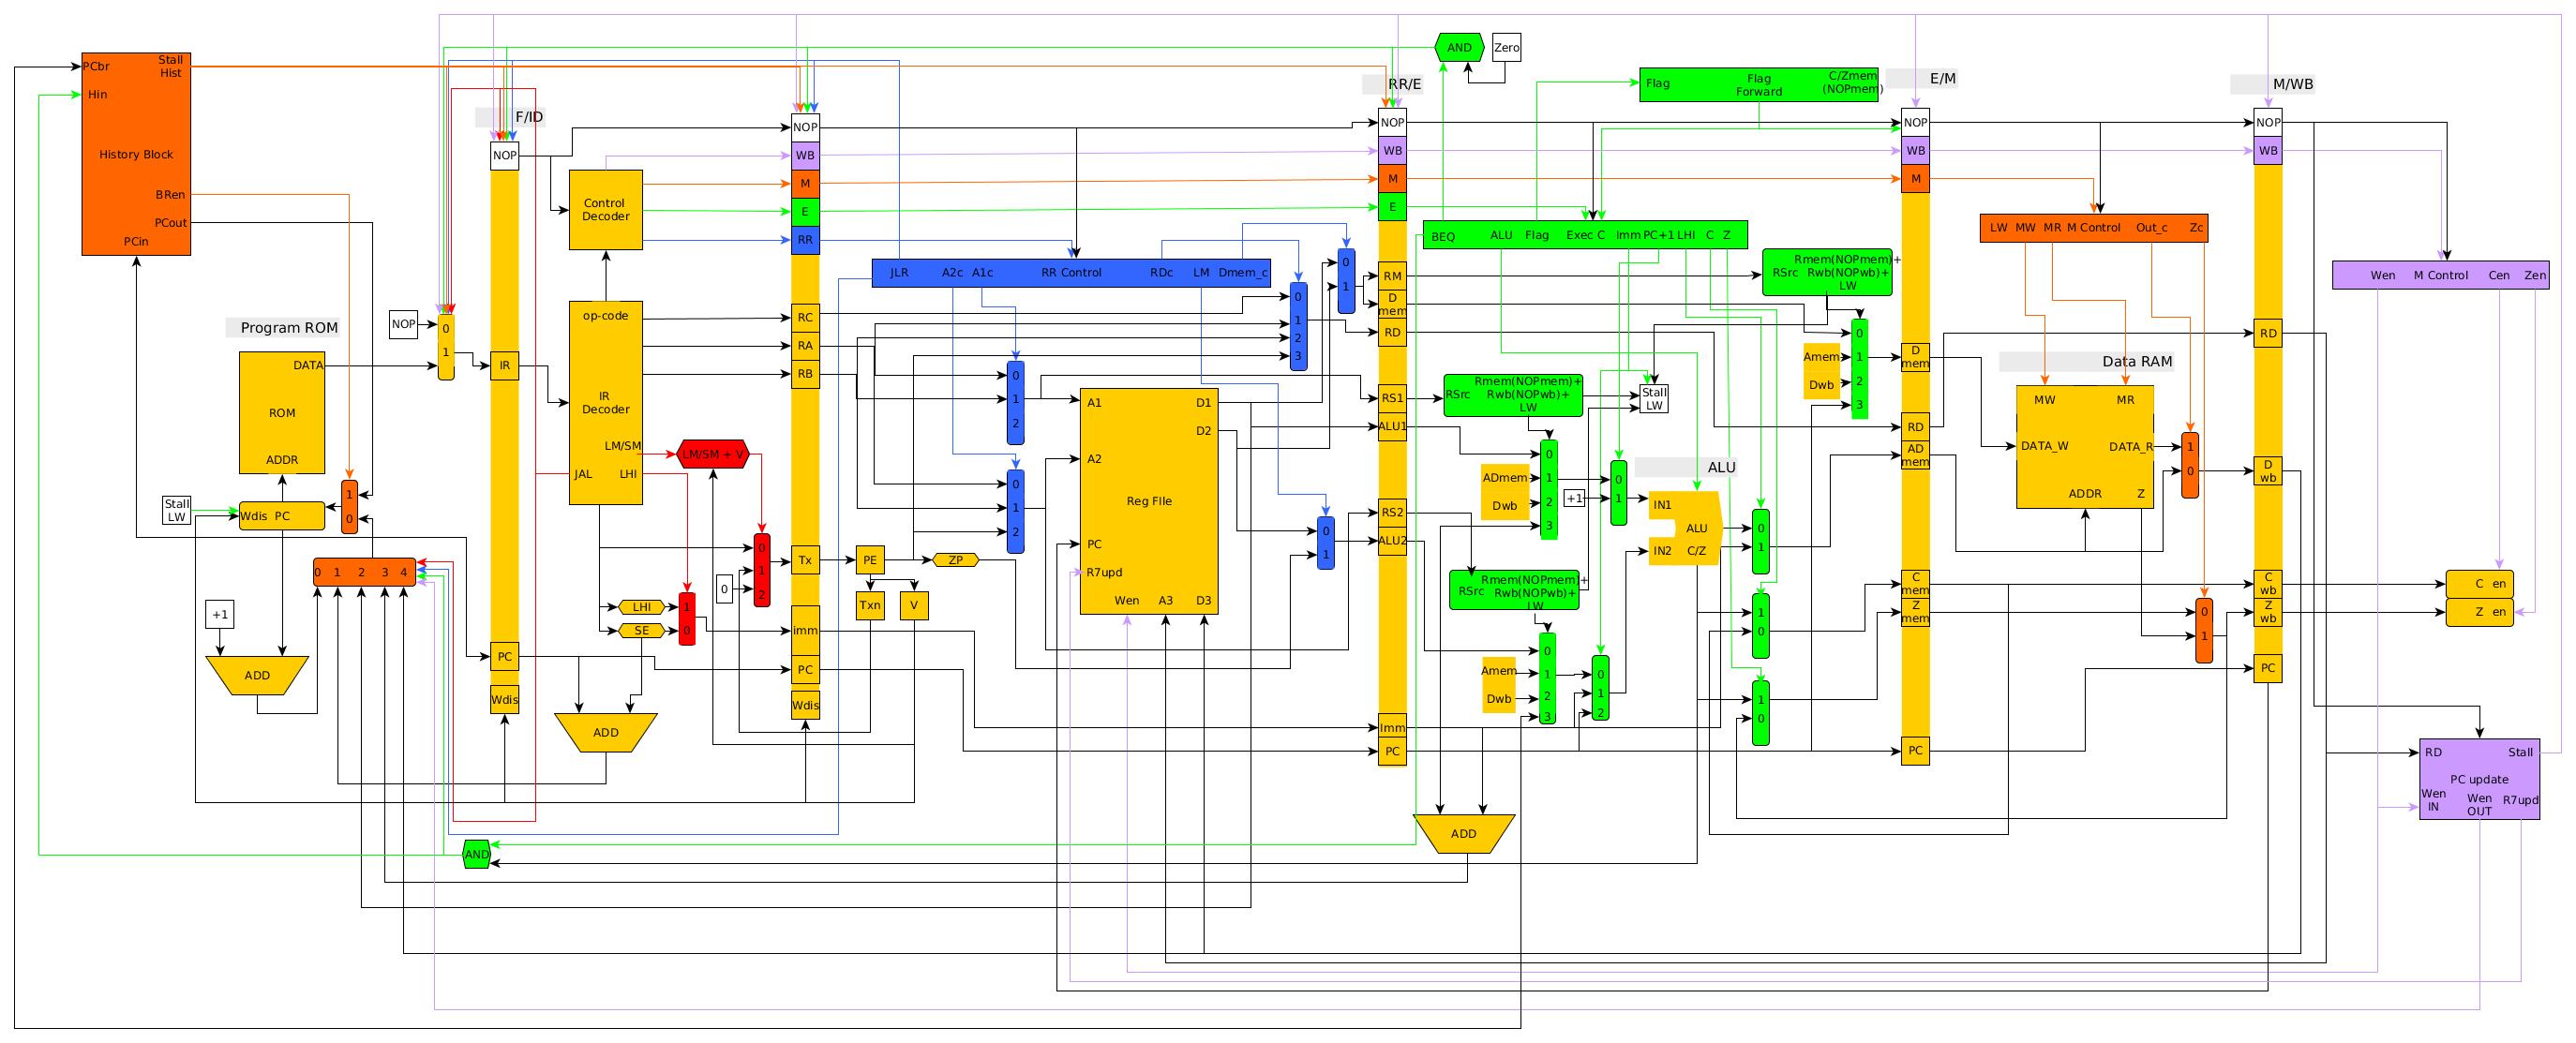 PCbr
Stall
Hist
Hin
History Block
BRen
PCout
PCin
F/ID
NOP
Program ROM
NOP
0
1
DATA
ROM
ADDR
IR
Stall
LW
Wdis PC
1
0
0 1 2 3 4
+1
ADD
PC
Wdis
AND
Control
Decoder
op-code
IR
Decoder
LM/SM
JAL LHI
LM/SM + V
0
1
2
0
LHI
SE
1
0
ADD
NOP
WB
M
E
RR
RC
RA
RB
Tx
imm
PC
Wdis
PE
ZP
Txn
V
JLR A2c A1c RR Control RDc LM Dmem_c
0
1
2
0
1
2
0
1
2
3
0
1
A1 D1
D2
A2
Reg FIle
PC
R7upd
Wen A3 D3
0
1
RR/E
NOP
WB
M
E
RM
D
mem
RD
RS1
ALU1
RS2
ALU2
Imm
PC
AND
Zero
Flag
Flag
Forward
C/Zmem
(NOPmem)
BEQ ALU Flag Exec C Imm PC+1 LHI C Z
RSrc
Rmem(NOPmem)+
Rwb(NOPwb)+
LW
RSrc
Rmem(NOPmem)+
Rwb(NOPwb)+
LW
Stall
LW
0
1
2
3
ADmem
Dwb
+1
0
1
RSrc
Rmem(NOPmem)+
Rwb(NOPwb)+
LW
0
1
2
3
Amem
Dwb
0
1
2
ALU
IN1
ALU
IN2 C/Z
0
1
1
0
1
0
Amem
Dwb
0
1
2
3
ADD
E/M
NOP
WB
M
D
mem
RD
AD
mem
C
mem
Z
mem
PC
LW MW MR M Control Out_c Zc
Data RAM
MW MR
DATA_W DATA_R
ADDR Z
1
0
0
1
M/WB
NOP
WB
RD
D
wb
C
wb
Z
wb
PC
Wen M Control Cen Zen
C en
Z en
RD Stall
PC update
Wen
IN
Wen
OUT
R7upd